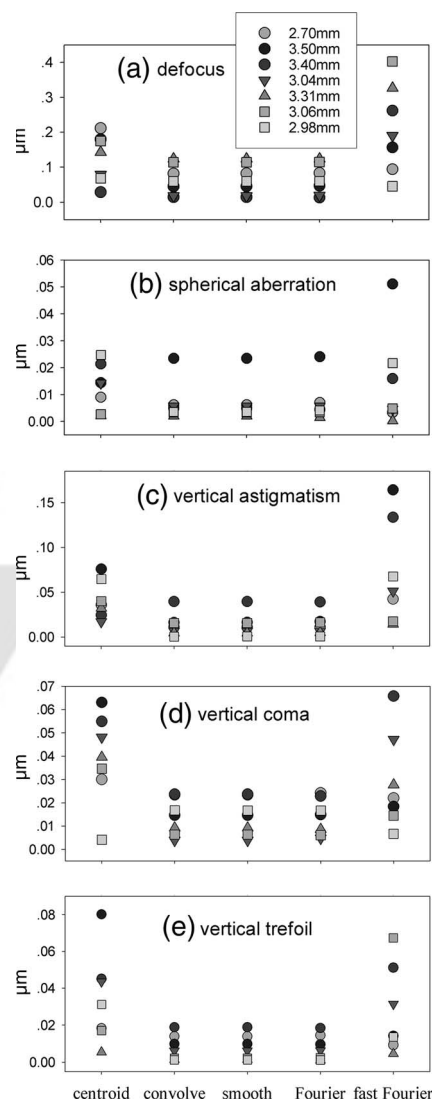 (a) defocus
2.70mm
3.50mm
3.40mm
3.04mm
3.31mm
3.06mm
2.98mm
µm
.4
.3
.2
.1
0.0
(b) spherical aberration
µm
.06
.05
.04
.03
.02
.01
0.00
(c) vertical astigmatism
µm
.15
.10
.05
0.00
(d) vertical coma
µm
.07
.06
.05
.04
.03
.02
.01
0.00
(e) vertical trefoil
µm
.08
.06
.04
.02
0.00
centroid convolve smooth Fourier fast Fourier